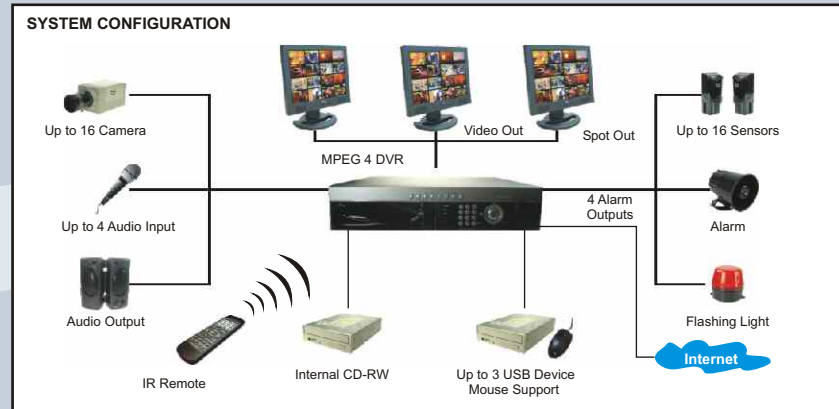 SYSTEM CONFIGURATION
Up to 16 Camera
Video Out
Spot Out
Up to 16 Sensors
MPEG 4 DVR
Up to 4 Audio Input
4 Alarm
Outputs
Alarm
Audio Output
Flashing Light
IR Remote
Internal CD-RW
Up to 3 USB Device
Mouse Support
Internet